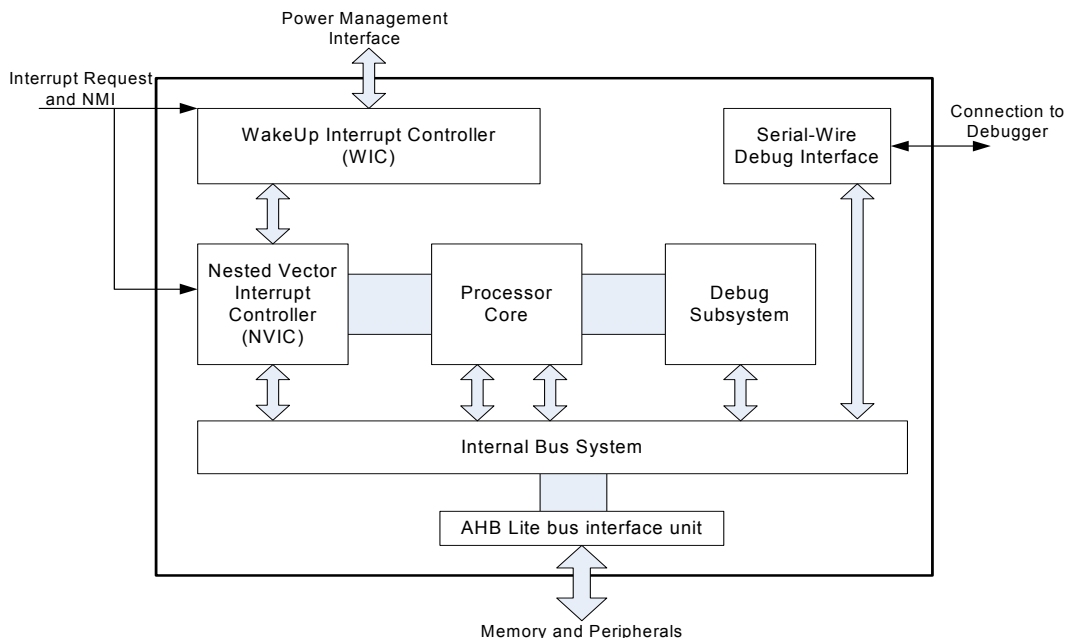 Power Management
Interface
Interrupt Request
and NMI
WakeUp Interrupt Controller
(WIC)
Serial-Wire
Debug Interface
Connection to
Debugger
Nested Vector
Interrupt
Controller
(NVIC)
Processor
Core
Debug
Subsystem
Internal Bus System
AHB Lite bus interface unit
Memory and Peripherals